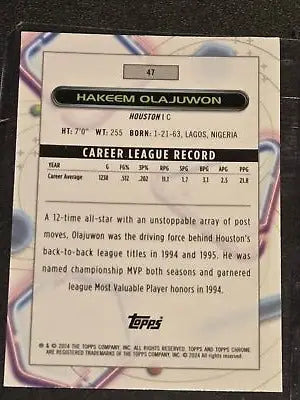 47
HAKEEM OLAJUWON
HOUSTON | C
HT: 7'0" WT: 255 BORN: 1-21-63, LAGOS, NIGERIA
CAREER LEAGUE RECORD
YEAR G FG% 3P% RPG SPG BPG APG PPG
Career Average 1238 .512 .202 11.1 1.7 3.1 2.5 21.8
A 12-time all-star with an unstoppable array of post
moves, Olajuwon was the driving force behind Houston's
back-to-back league titles in 1994 and 1995. He was
named championship MVP both seasons and garnered
league Most Valuable Player honors in 1994.
Topps
® & © 2024 THE TOPPS COMPANY, INC. ALL RIGHTS RESERVED. TOPPS AND TOPPS CHROME
ARE REGISTERED TRADEMARKS OF THE TOPPS COMPANY, INC. © 2024 All Rights Reserved.